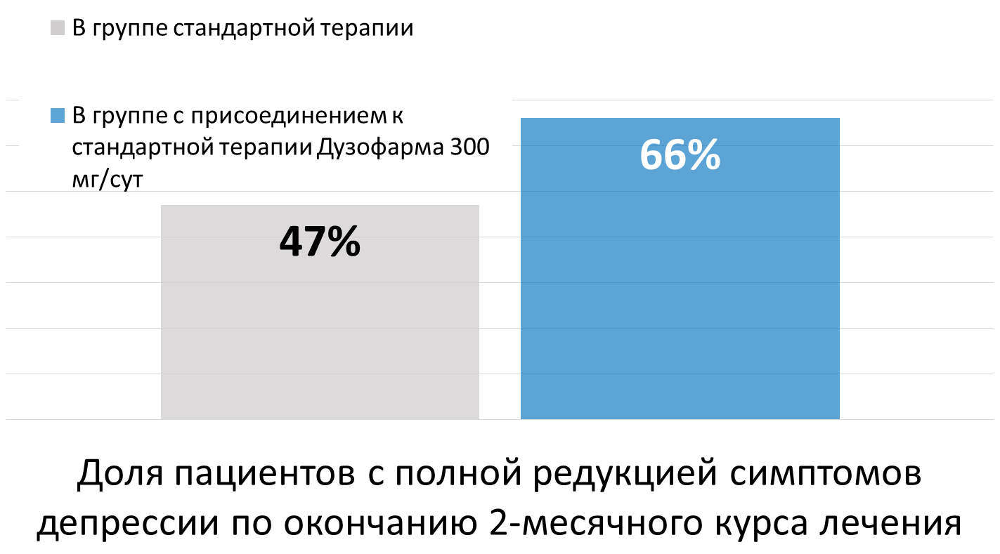 В группе стандартной терапии
В группе с присоединением к
стандартной терапии Дузофарма 300
мг/сут
47%
66%
Доля пациентов с полной редукцией симптомов
депрессии по окончанию 2-месячного курса лечения